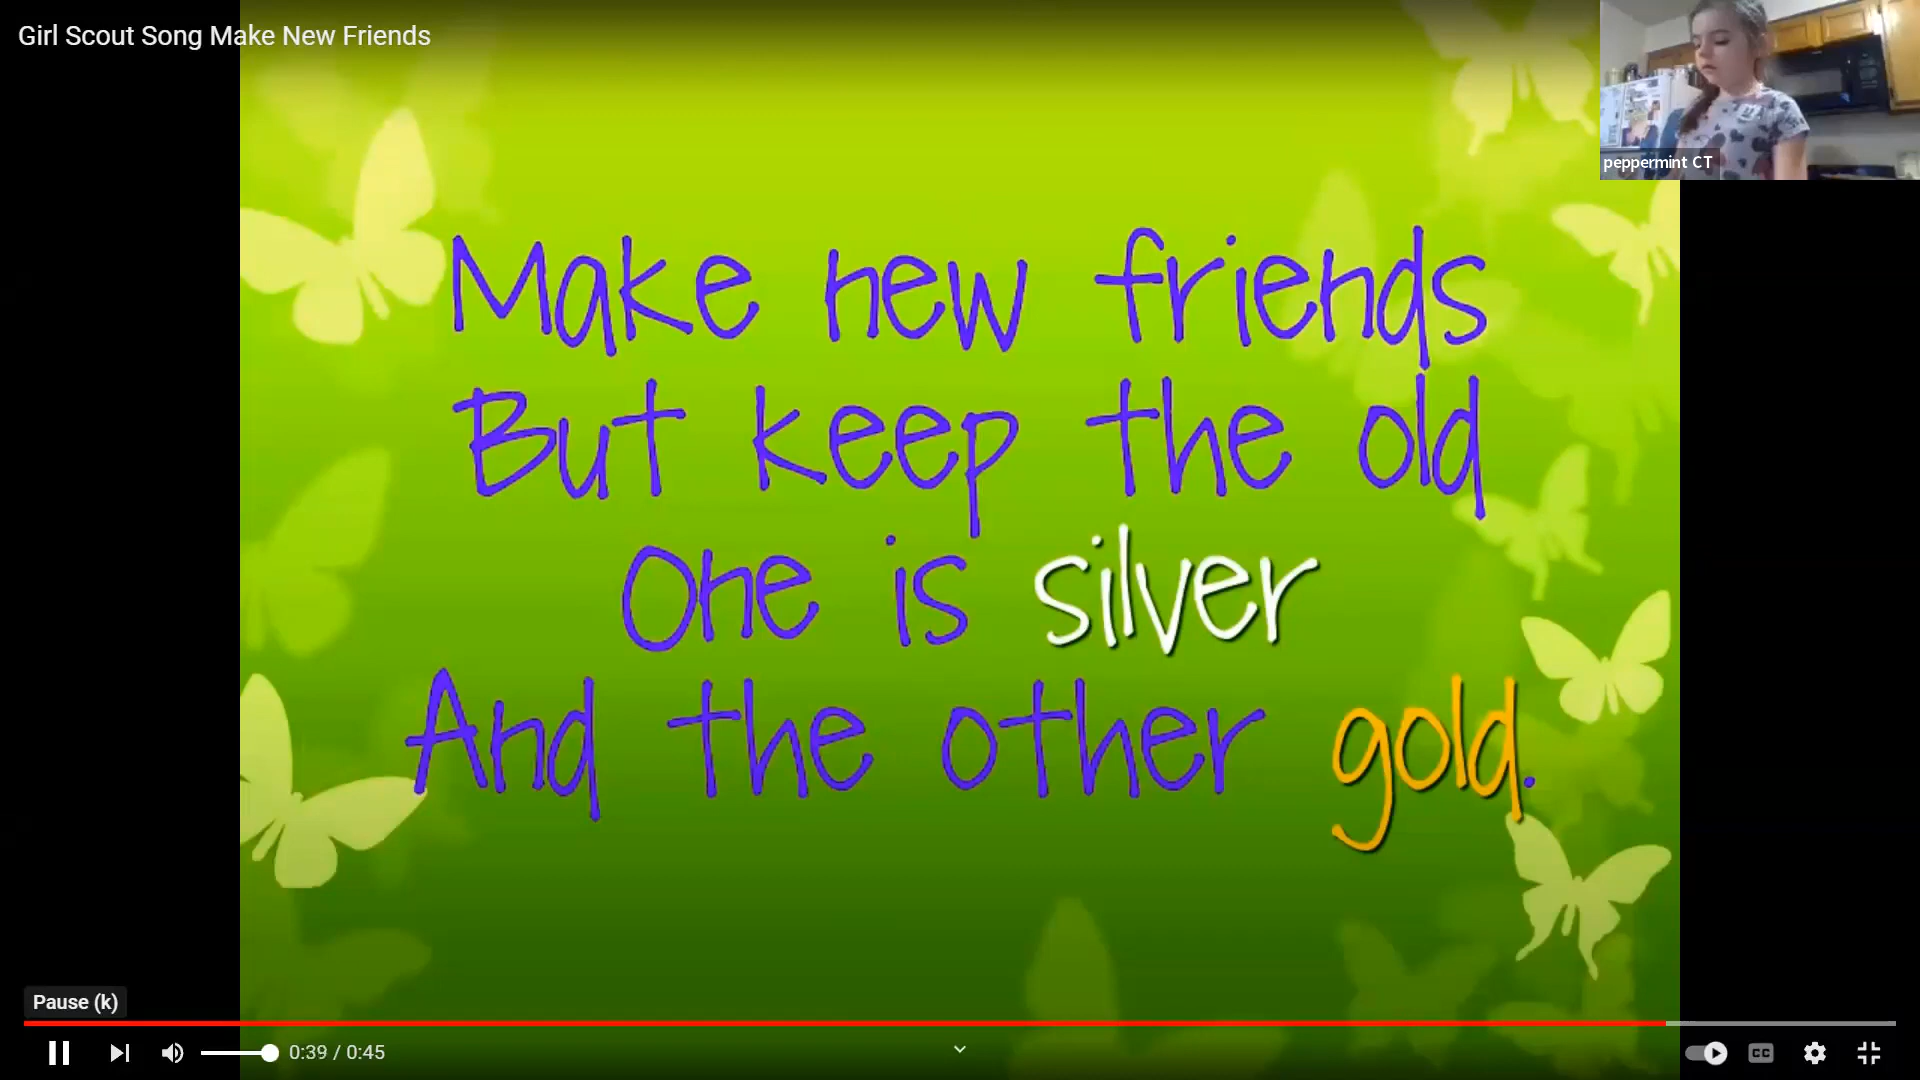 Girl Scout Song Make New Friends
peppermint CT
Make new friends
But keep the old
One is silver
And the other gold.
Pause (k)
0:39 / 0:45
CC